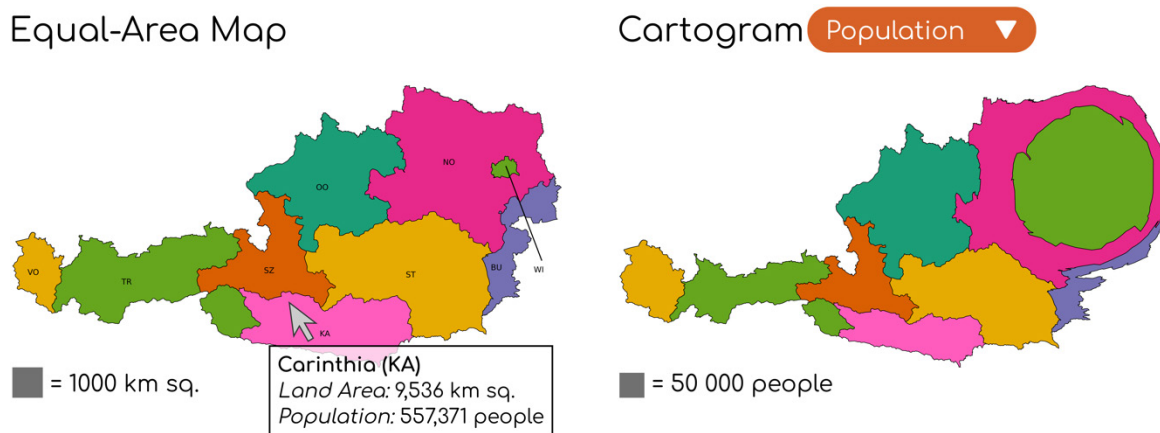 Equal-Area Map
Cartogram Population ▼
NO
OO
WI
VO
TR
SZ
ST
BU
KA
Carinthia (KA)
Land Area: 9,536 km sq.
Population: 557,371 people
= 1000 km sq.
= 50 000 people